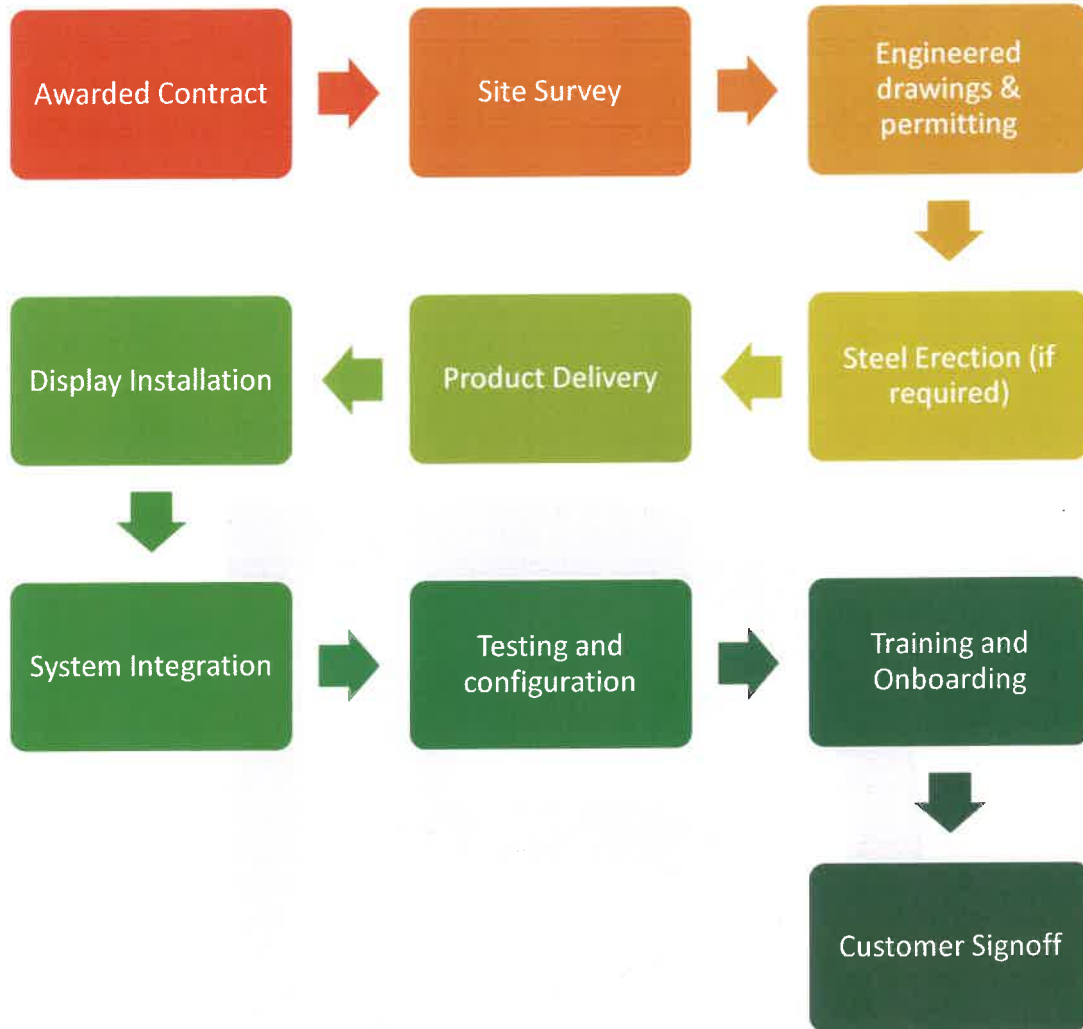 Awarded Contract
Site Survey
Engineered
drawings &
permitting
Steel Erection (if
required)
Product Delivery
Display Installation
System Integration
Testing and
configuration
Training and
Onboarding
Customer Signoff